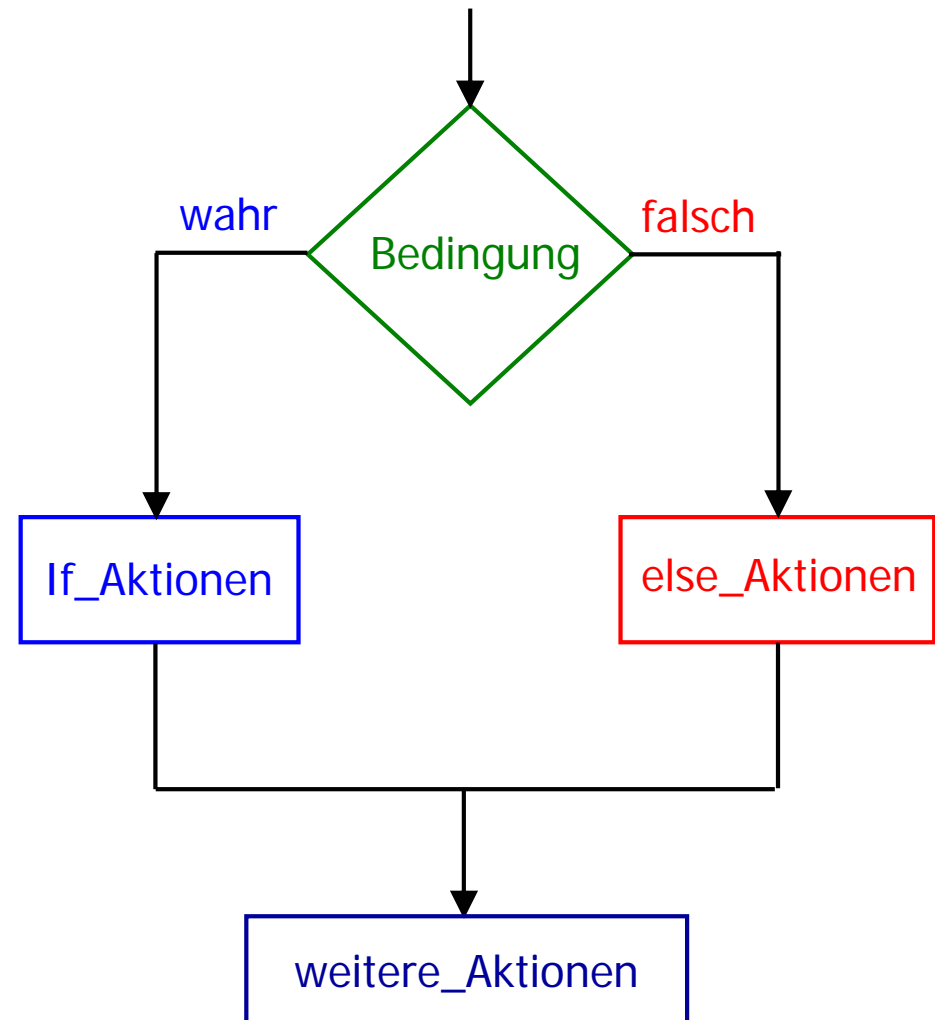 wahr
falsch
Bedingung
If_Aktionen
else_Aktionen
weitere_Aktionen